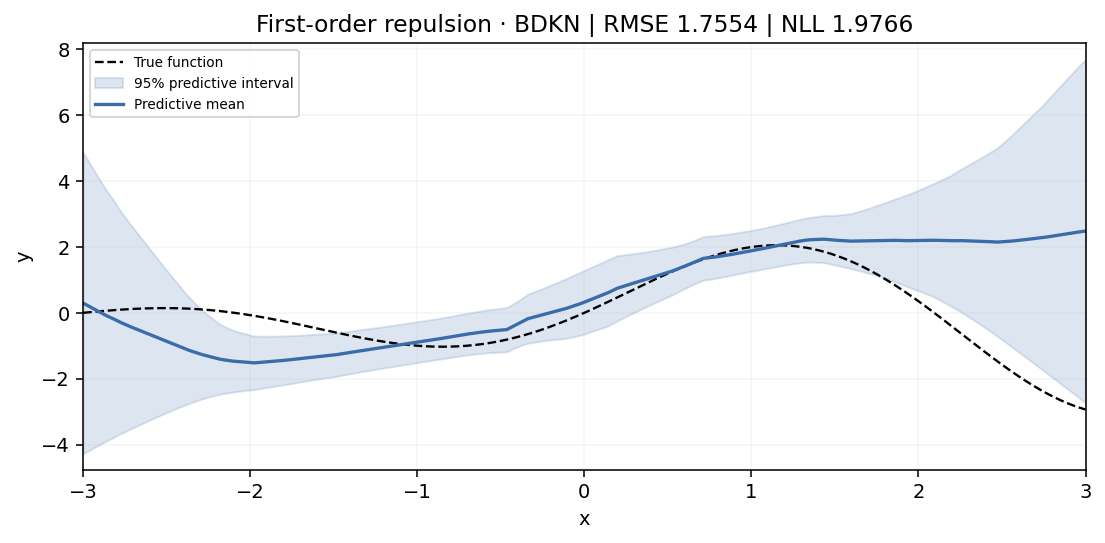 First-order repulsion · BDKN | RMSE 1.7554 | NLL 1.9766
True function
95% predictive interval
Predictive mean
y
8
6
4
2
0
−2
−4
−3
−2
−1
0
1
2
3
x